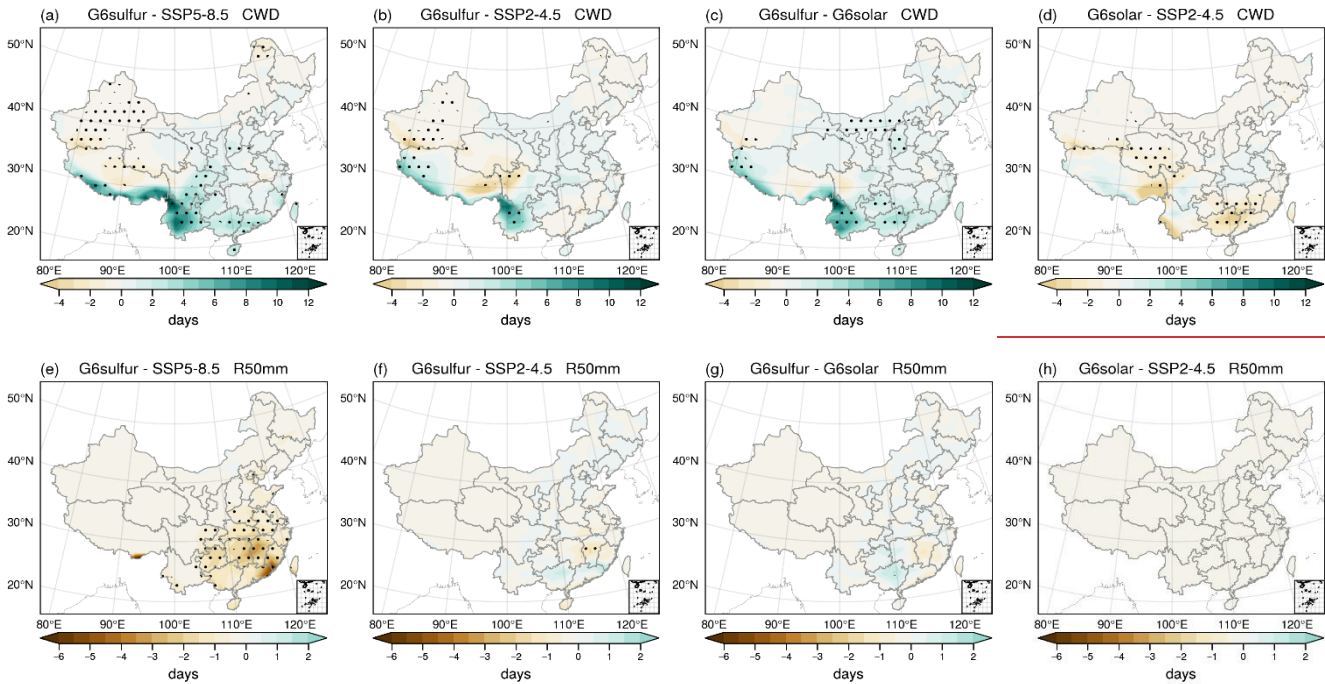 (a) G6sulfur - SSP5-8.5 CWD
(b) G6sulfur - SSP2-4.5 CWD
(c) G6sulfur - G6solar CWD
(d) G6solar - SSP2-4.5 CWD
50°N
40°N
30°N
20°N
80°E 90°E 100°E 110°E 120°E
−4 −2 0 2 4 6 8 10 12
days
50°N
40°N
30°N
20°N
80°E 90°E 100°E 110°E 120°E
−4 −2 0 2 4 6 8 10 12
days
50°N
40°N
30°N
20°N
80°E 90°E 100°E 110°E 120°E
−4 −2 0 2 4 6 8 10 12
days
50°N
40°N
30°N
20°N
80°E 90°E 100°E 110°E 120°E
−4 −2 0 2 4 6 8 10 12
days
(e) G6sulfur - SSP5-8.5 R50mm
(f) G6sulfur - SSP2-4.5 R50mm
(g) G6sulfur - G6solar R50mm
(h) G6solar - SSP2-4.5 R50mm
50°N
40°N
30°N
20°N
80°E 90°E 100°E 110°E 120°E
−6 −5 −4 −3 −2 −1 0 1 2
days
50°N
40°N
30°N
20°N
80°E 90°E 100°E 110°E 120°E
−6 −5 −4 −3 −2 −1 0 1 2
days
50°N
40°N
30°N
20°N
80°E 90°E 100°E 110°E 120°E
−6 −5 −4 −3 −2 −1 0 1 2
days
50°N
40°N
30°N
20°N
80°E 90°E 100°E 110°E 120°E
−6 −5 −4 −3 −2 −1 0 1 2
days